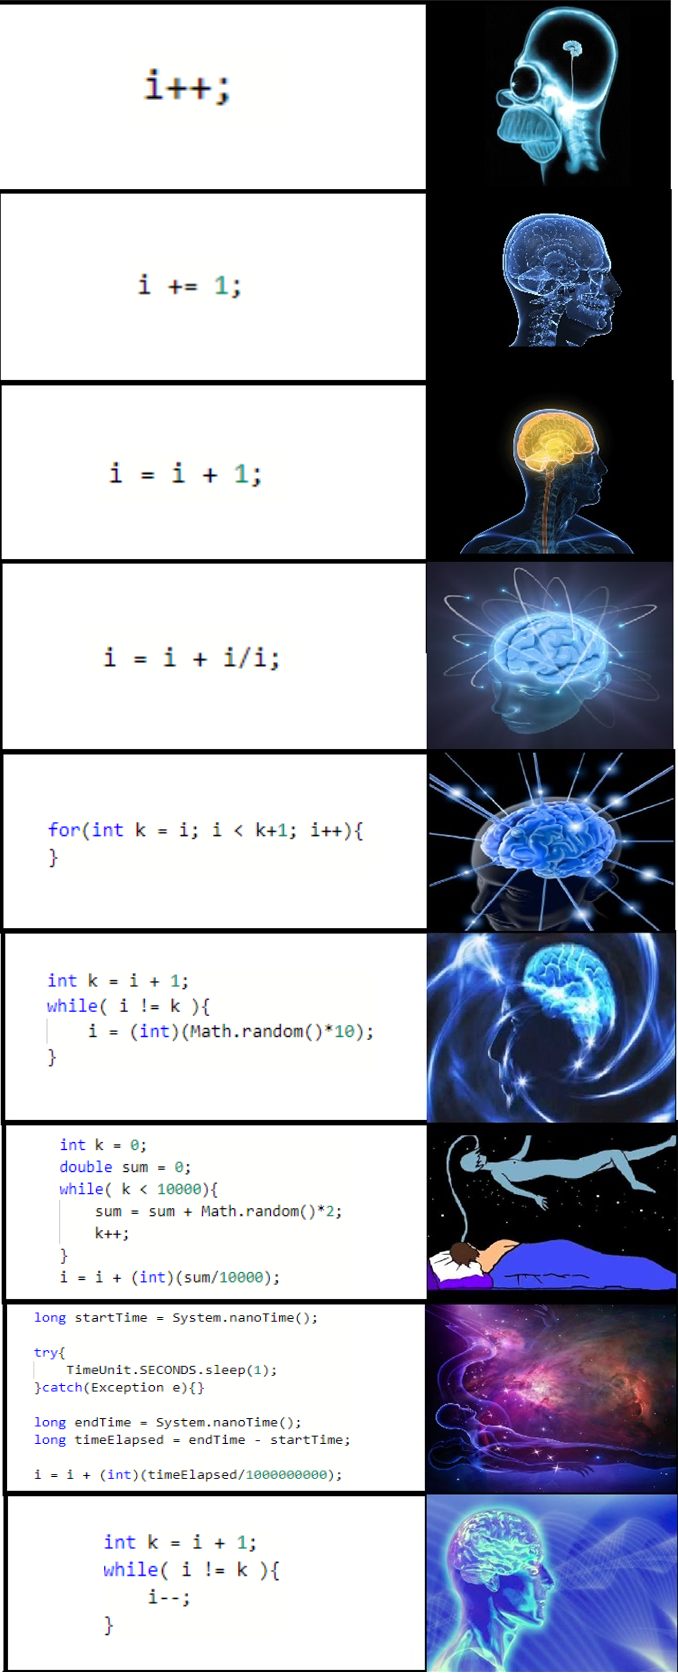 i++;
i += 1;
i = i + 1;
i = i + i/i;
for(int k = i; i < k+1; i++){
}
int k = i + 1;
while( i != k ){
    i = (int)(Math.random()*10);
}
int k = 0;
double sum = 0;
while( k < 10000){
    sum = sum + Math.random()*2;
    k++;
}
i = i + (int)(sum/10000);
long startTime = System.nanoTime();
try{
    TimeUnit.SECONDS.sleep(1);
}catch(Exception e){}
long endTime = System.nanoTime();
long timeElapsed = endTime - startTime;
i = i + (int)(timeElapsed/1000000000);
int k = i + 1;
while( i != k ){
    i--;
}